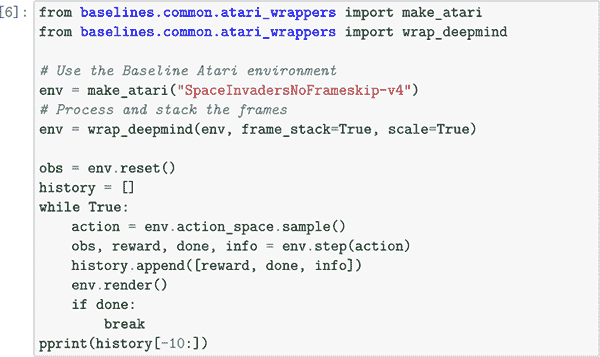 [6]: from baselines.common.atari_wrappers import make_atari
from baselines.common.atari_wrappers import wrap_deepmind

# Use the Baseline Atari environment
env = make_atari("SpaceInvadersNoFrameskip-v4")
# Process and stack the frames
env = wrap_deepmind(env, frame_stack=True, scale=True)

obs = env.reset()
history = []
while True:
    action = env.action_space.sample()
    obs, reward, done, info = env.step(action)
    history.append([reward, done, info])
    env.render()
    if done:
        break
pprint(history[-10:])